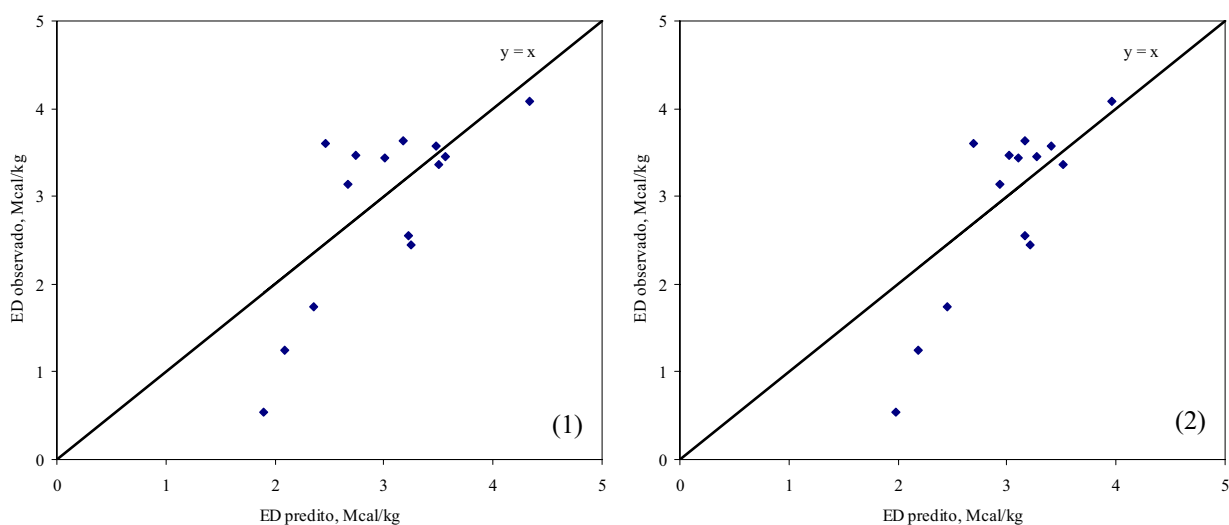 5
4
3
2
1
0
ED observado, Mcal/kg
y = x
(1)
0 1 2 3 4 5
ED predito, Mcal/kg
5
4
3
2
1
0
ED observado, Mcal/kg
y = x
(2)
0 1 2 3 4 5
ED predito, Mcal/kg